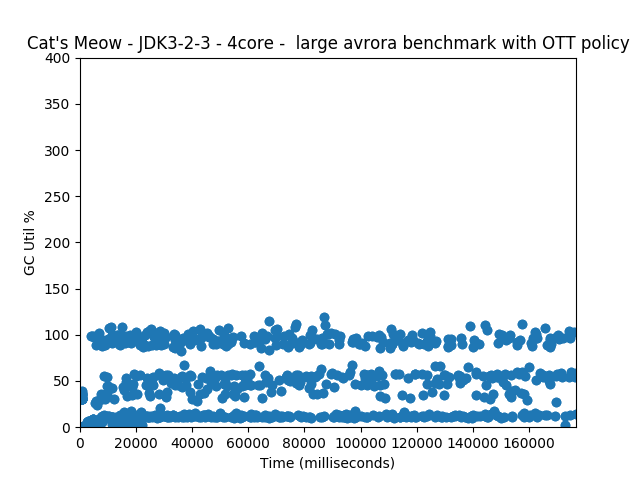 Cat's Meow - JDK3-2-3 - 4core -  large avrora benchmark with OTT policy
400
350
300
250
200
150
100
50
0
GC Util %
0 20000 40000 60000 80000 100000 120000 140000 160000
Time (milliseconds)